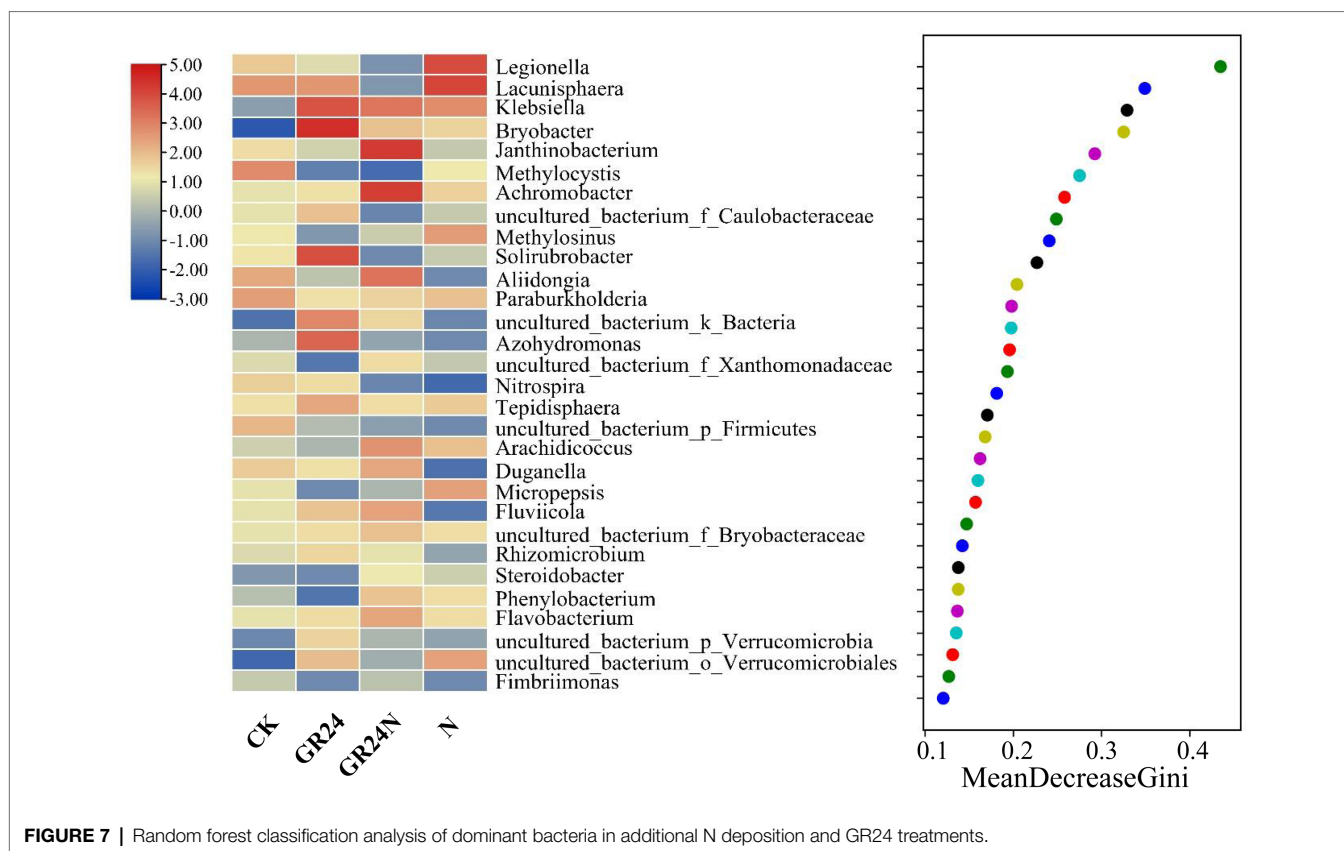 5.00
4.00
3.00
2.00
1.00
0.00
-1.00
-2.00
-3.00
Legionella
Lacunisphaera
Klebsiella
Bryobacter
Janthinobacterium
Methylocystis
Achromobacter
uncultured_bacterium_f_Caulobacteraceae
Methylosinus
Solirubrobacter
Aliidongia
Paraburkholderia
uncultured_bacterium_k_Bacteria
Azohydromonas
uncultured_bacterium_f_Xanthomonadaceae
Nitrospira
Tepidisphaera
uncultured_bacterium_p_Firmicutes
Arachidicoccus
Duganella
Micropepsis
Fluviicola
uncultured_bacterium_f_Bryobacteraceae
Rhizomicrobium
Steroidobacter
Phenylobacterium
Flavobacterium
uncultured_bacterium_p_Verrucomicrobia
uncultured_bacterium_o_Verrucomicrobiales
Fimbriimonas
CK GR24 GR24N N
0.1 0.2 0.3 0.4
MeanDecreaseGini
FIGURE 7 | Random forest classification analysis of dominant bacteria in additional N deposition and GR24 treatments.